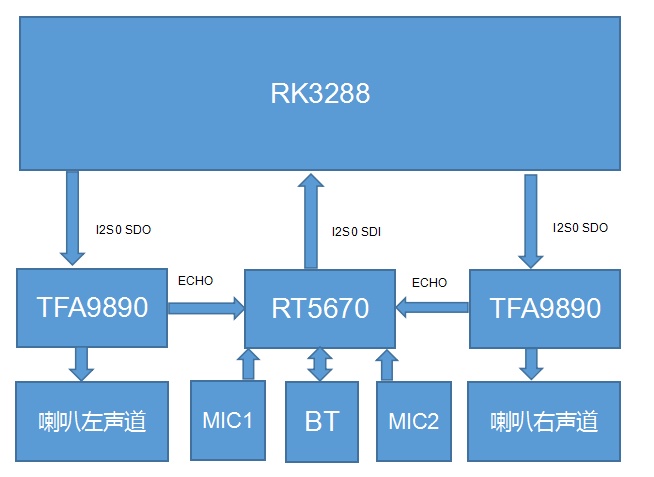 RK3288
I2S0 SDO
I2S0 SDI
I2S0 SDO
TFA9890
ECHO
RT5670
ECHO
TFA9890
喇叭左声道
MIC1
BT
MIC2
喇叭右声道